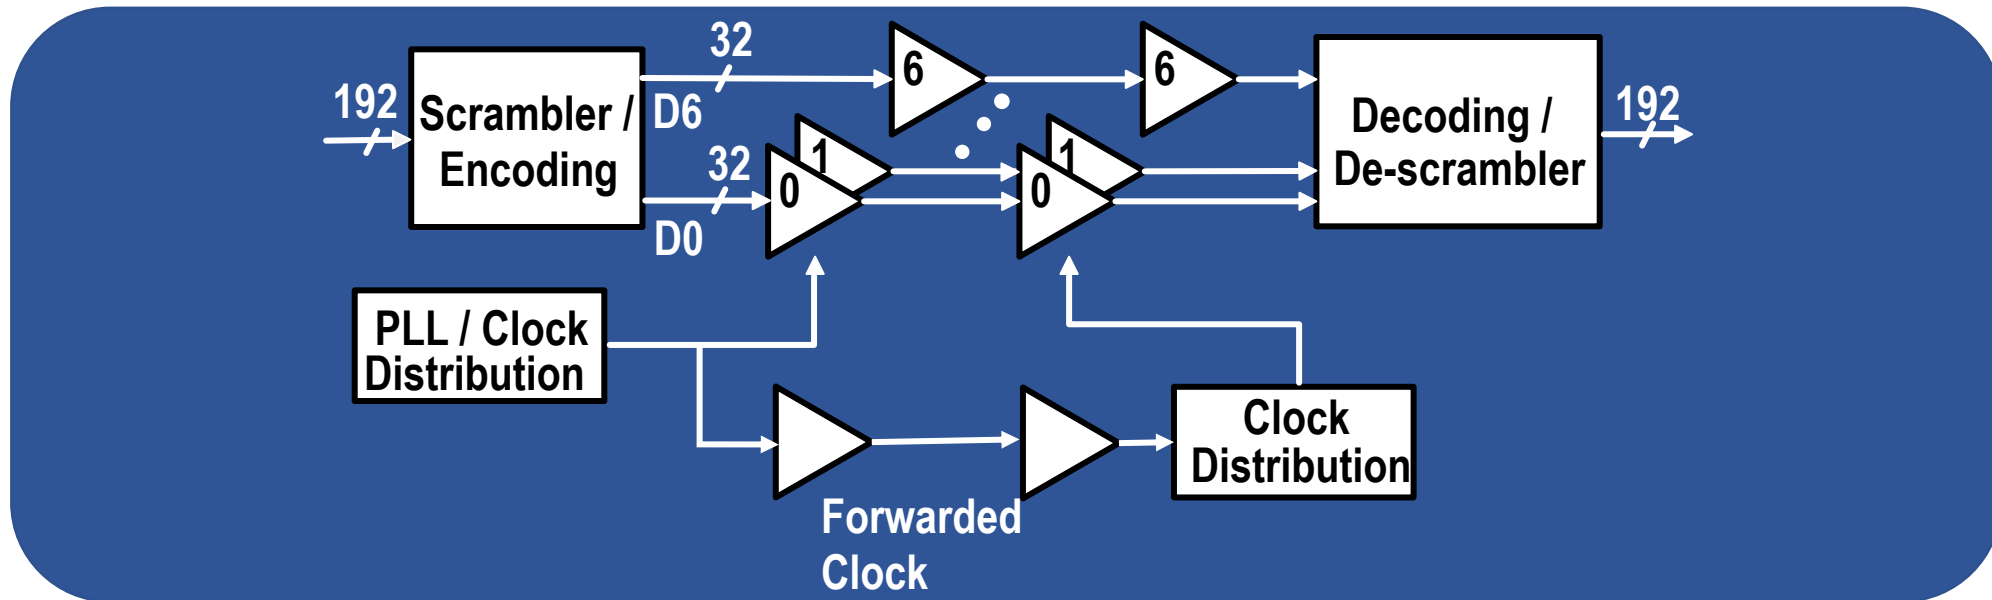 32
6
6
192
Scrambler /
Encoding
D6
1
1
Decoding /
De-scrambler
192
32
0
0
D0
PLL / Clock
Distribution
Clock
Distribution
Forwarded
Clock